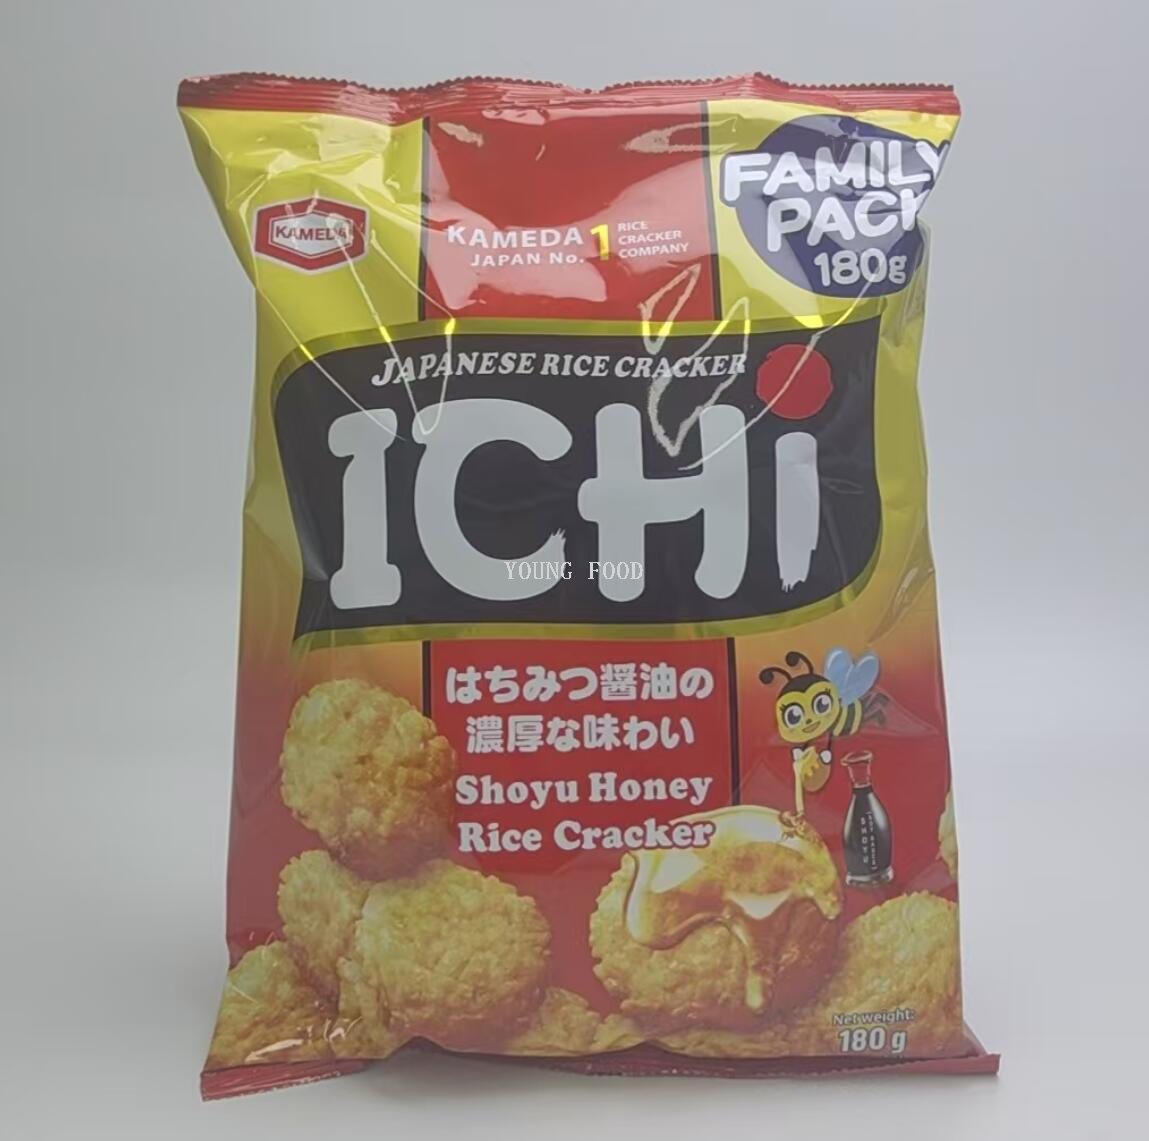 KAMEDA
KAMEDA
JAPAN No. 1
RICE
CRACKER
COMPANY
FAMILY
PACK
180g
JAPANESE RICE CRACKER
ICHi
YOUNG FOOD
はちみつ醤油の
濃厚な味わい
Shoyu Honey
Rice Cracker
SHOYU
SOY SAUCE
Net weight:
180 g